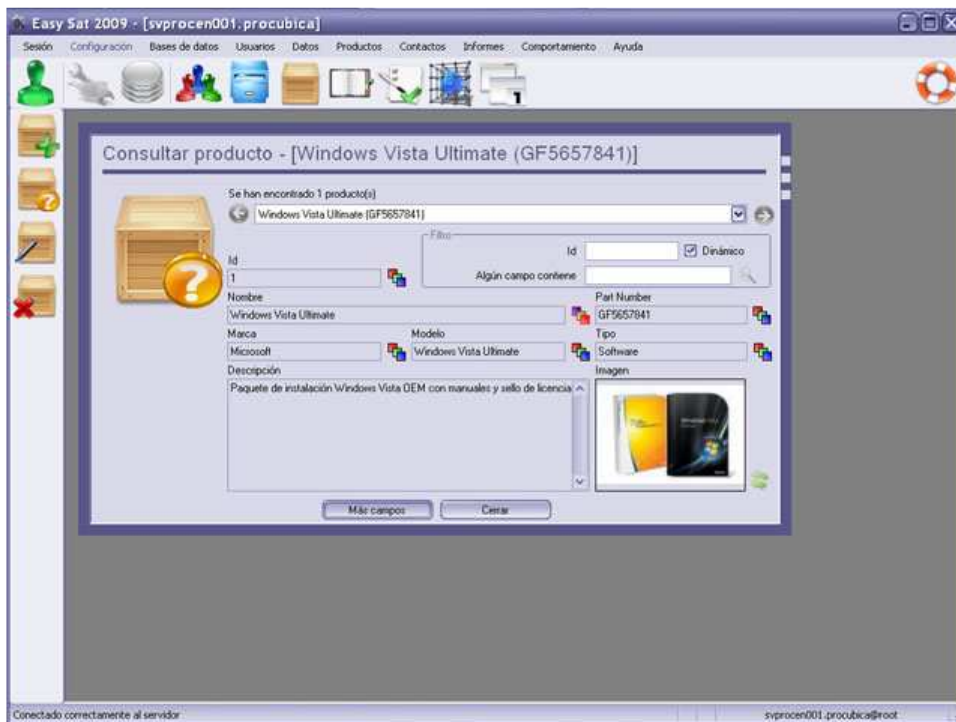 Easy Sat 2009 - [svprocen001.procubica]
Sesión Configuración Bases de datos Usuarios Datos Productos Contactos Informes Comportamiento Ayuda
1
Consultar producto - [Windows Vista Ultimate (GF5657841)]
Se han encontrado 1 producto(s)
Windows Vista Ultimate (GF5657841)
Filtro
Id Dinámico
Id
Algún campo contiene
1
Nombre Part Number
Windows Vista Ultimate GF5657841
Marca Modelo Tipo
Microsoft Windows Vista Ultimate Software
Descripción Imagen
Paquete de instalación Windows Vista OEM con manuales y sello de licencia
Más campos Cerrar
Conectado correctamente al servidor svprocen001.procubica@root